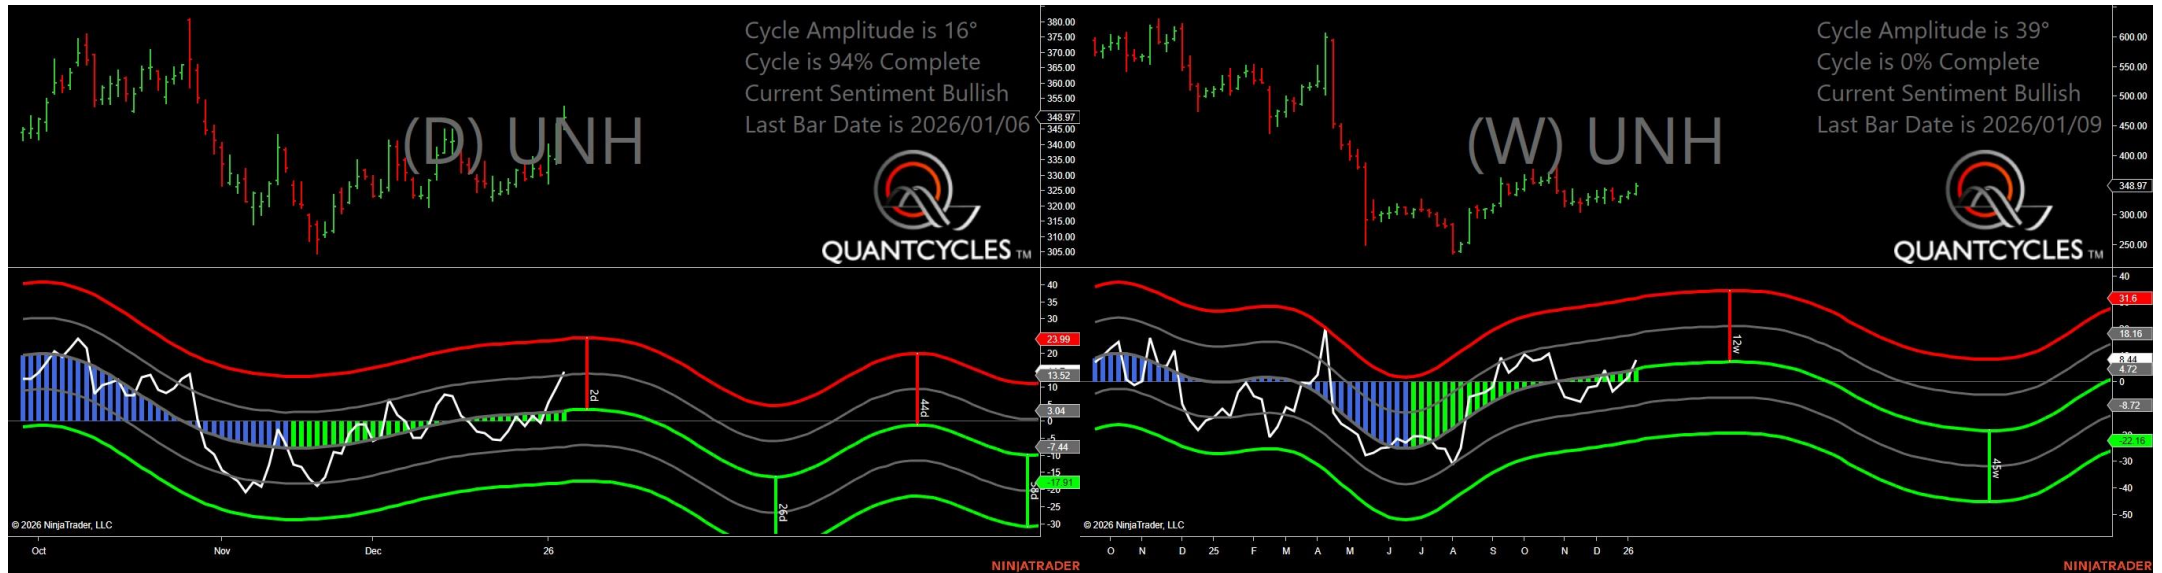 Cycle Amplitude is 16°
Cycle is 94% Complete
Current Sentiment Bullish
Last Bar Date is 2026/01/06
(D) UNH
QUANTCYCLES TM
380.00
375.00
370.00
365.00
360.00
355.00
348.97
345.00
340.00
335.00
330.00
325.00
320.00
315.00
310.00
305.00
40
35
30
23.99
20
13.52
10
5
3.04
0
-5
-7.44
-10
-15
-17.91
-20
-25
-30
2d
26d
44d
58d
© 2026 NinjaTrader, LLC
Oct Nov Dec 26
NINJATRADER
Cycle Amplitude is 39°
Cycle is 0% Complete
Current Sentiment Bullish
Last Bar Date is 2026/01/09
(W) UNH
QUANTCYCLES TM
600.00
550.00
500.00
450.00
400.00
348.97
300.00
250.00
40
31.6
18.16
8.44
4.72
0
-8.72
-22.16
-30
-40
-50
12w
45w
© 2026 NinjaTrader, LLC
O N D 25 F M A M J J A S O N D 26
NINJATRADER